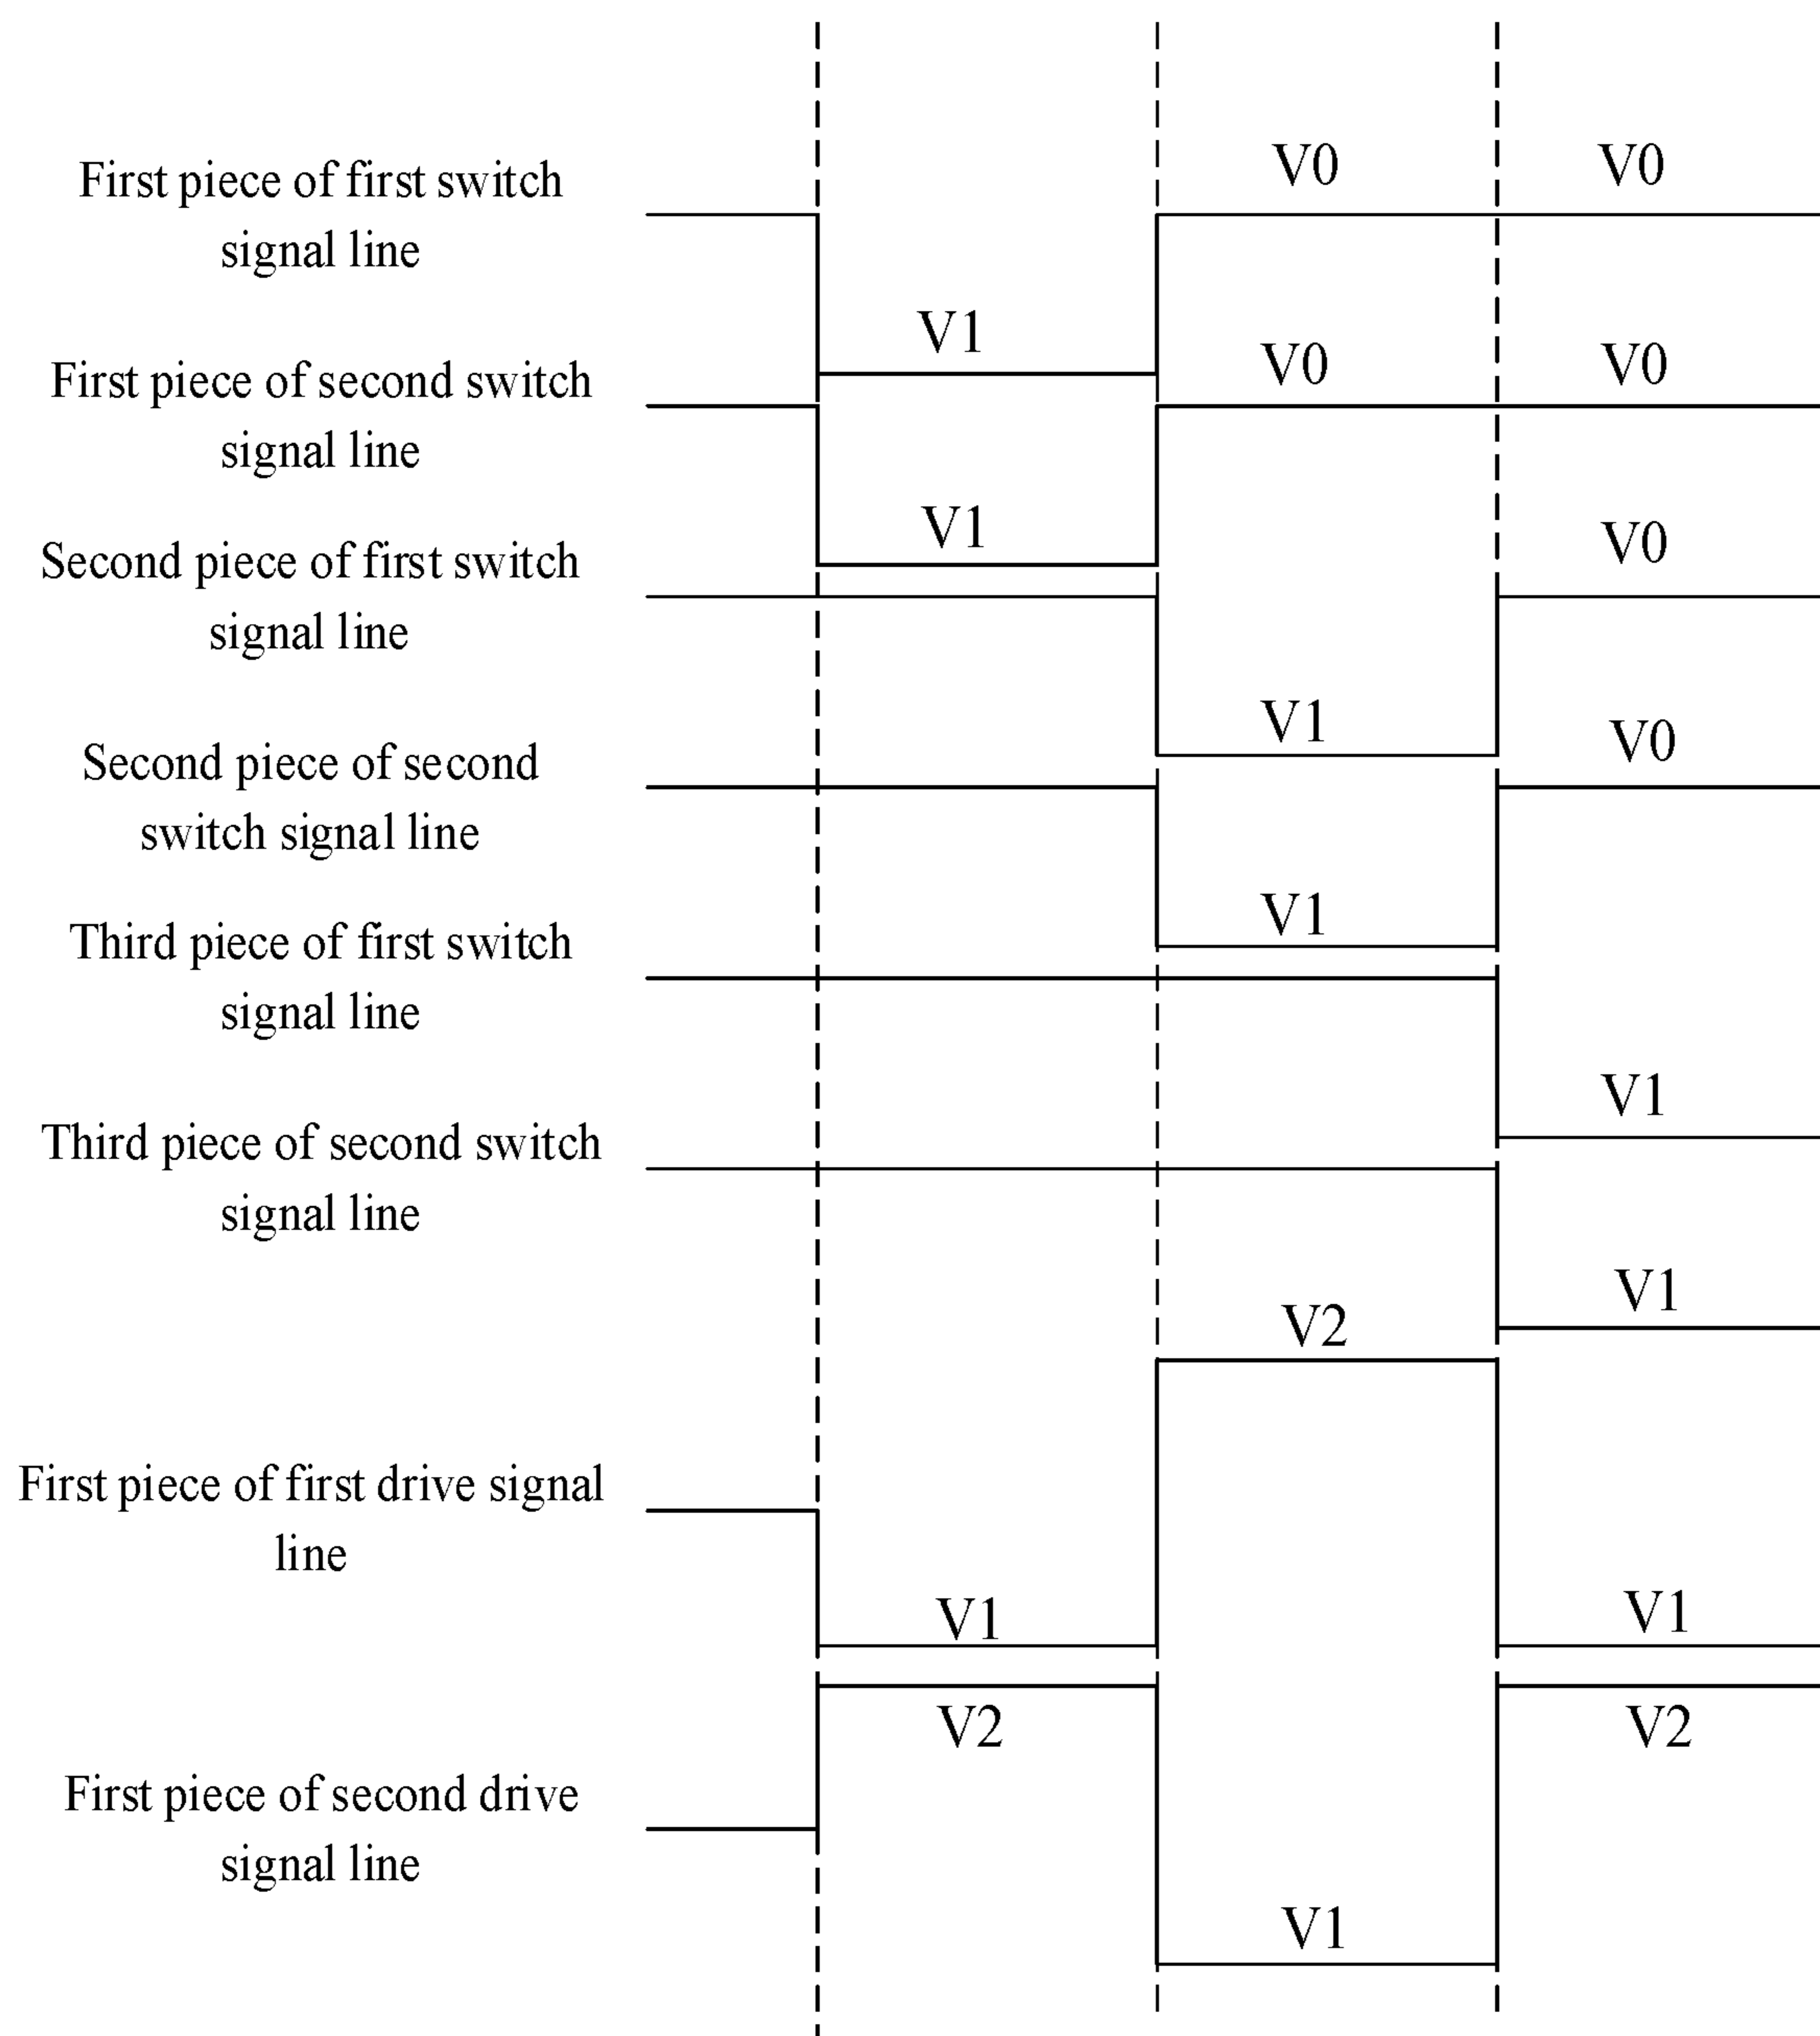 V0 V0
First piece of first switch
signal line
V1
V0 V0
First piece of second switch
signal line
V1
V0
Second piece of first switch
signal line
V1
V0
Second piece of second
switch signal line
V1
Third piece of first switch
signal line
V1
Third piece of second switch
signal line
V1
V2
First piece of first drive signal
line
V1 V1
V2 V2
First piece of second drive
signal line
V1